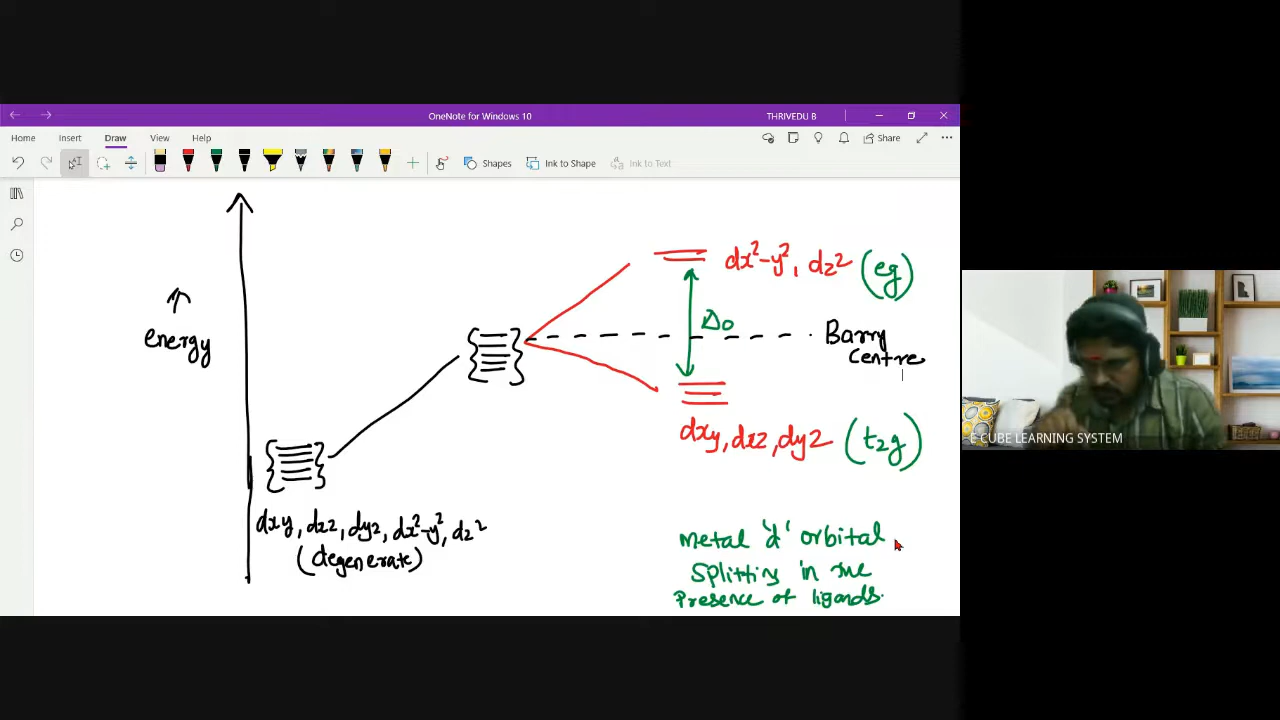 OneNote for Windows 10
THRIVEDU B
Home Insert Draw View Help
Share
Shapes
Ink to Shape
Ink to Text
energy
dx²-y², dz² (eg)
Δo
Barry
Centre
dxy, dxz, dyz (t₂g)
dxy, dxz, dyz, dx²-y², dz²
(degenerate)
Metal 'd' orbital
Splitting in the
Presence of ligands.
E CUBE LEARNING SYSTEM